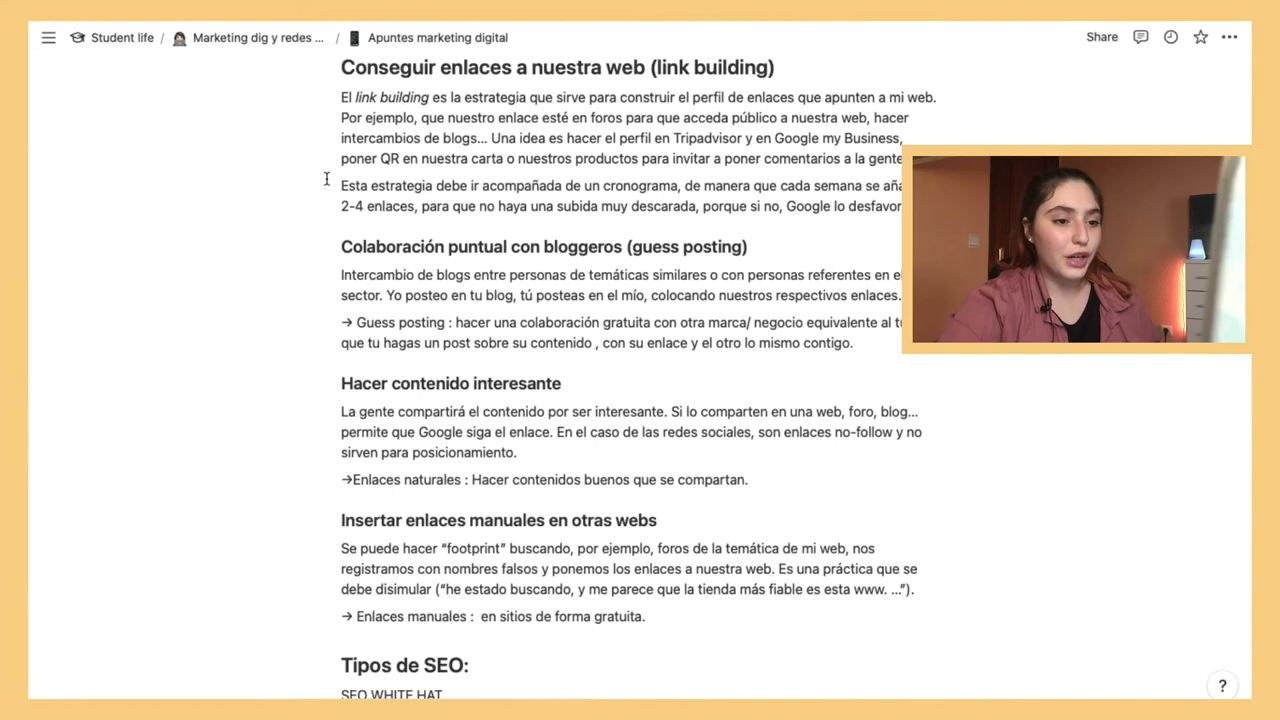 Student life / Marketing dig y redes ... / Apuntes marketing digital
Share
Conseguir enlaces a nuestra web (link building)
El link building es la estrategia que sirve para construir el perfil de enlaces que apunten a mi web.
Por ejemplo, que nuestro enlace esté en foros para que acceda público a nuestra web, hacer
intercambios de blogs... Una idea es hacer el perfil en Tripadvisor y en Google my Business,
poner QR en nuestra carta o nuestros productos para invitar a poner comentarios a la gente
Esta estrategia debe ir acompañada de un cronograma, de manera que cada semana se
2-4 enlaces, para que no haya una subida muy descarada, porque si no, Google lo
Colaboración puntual con bloggeros (guess posting)
Intercambio de blogs entre personas de temáticas similares o con personas referentes en el
sector. Yo posteo en tu blog, tú posteas en el mío, colocando nuestros respectivos enlaces.
→ Guess posting : hacer una colaboración gratuita con otra marca/ negocio equivalente al
que tu hagas un post sobre su contenido , con su enlace y el otro lo mismo contigo.
Hacer contenido interesante
La gente compartirá el contenido por ser interesante. Si lo comparten en una web, foro, blog...
permite que Google siga el enlace. En el caso de las redes sociales, son enlaces no-follow y no
sirven para posicionamiento.
→Enlaces naturales : Hacer contenidos buenos que se compartan.
Insertar enlaces manuales en otras webs
Se puede hacer “footprint” buscando, por ejemplo, foros de la temática de mi web, nos
registramos con nombres falsos y ponemos los enlaces a nuestra web. Es una práctica que se
debe disimular (“he estado buscando, y me parece que la tienda más fiable es esta www. ...”).
→ Enlaces manuales : en sitios de forma gratuita.
Tipos de SEO:
SEO WHITE HAT
?